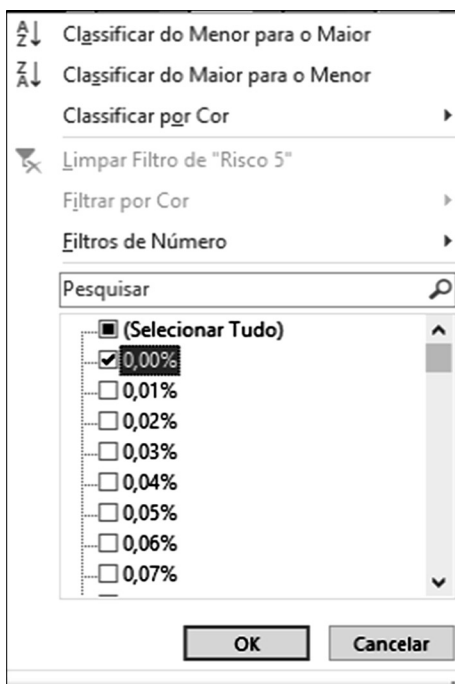 Classificar do Menor para o Maior
Classificar do Maior para o Menor
Classificar por Cor
Limpar Filtro de "Risco 5"
Filtrar por Cor
Filtros de Número
Pesquisar
(Selecionar Tudo)
0,00%
0,01%
0,02%
0,03%
0,04%
0,05%
0,06%
0,07%
OK Cancelar